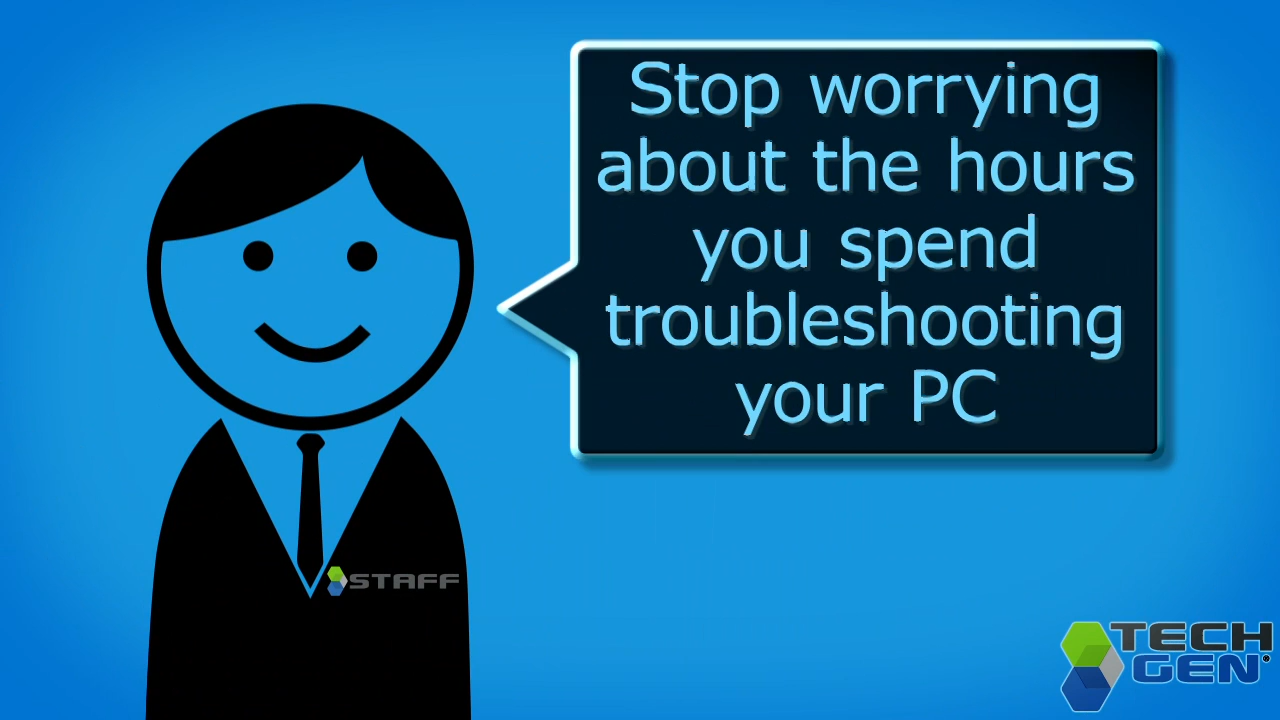 Stop worrying
about the hours
you spend
troubleshooting
your PC
STAFF
TECH
GEN